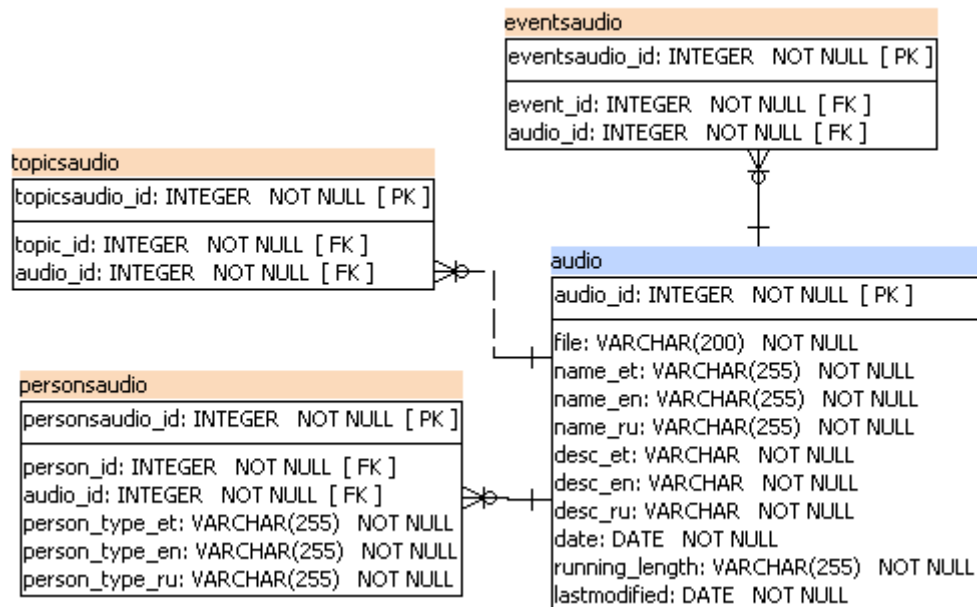 eventsaudio
eventsaudio_id: INTEGER NOT NULL [ PK ]
event_id: INTEGER NOT NULL [ FK ]
audio_id: INTEGER NOT NULL [ FK ]
topicsaudio
topicsaudio_id: INTEGER NOT NULL [ PK ]
topic_id: INTEGER NOT NULL [ FK ]
audio_id: INTEGER NOT NULL [ FK ]
audio
audio_id: INTEGER NOT NULL [ PK ]
file: VARCHAR(200) NOT NULL
name_et: VARCHAR(255) NOT NULL
name_en: VARCHAR(255) NOT NULL
name_ru: VARCHAR(255) NOT NULL
desc_et: VARCHAR NOT NULL
desc_en: VARCHAR NOT NULL
desc_ru: VARCHAR NOT NULL
date: DATE NOT NULL
running_length: VARCHAR(255) NOT NULL
lastmodified: DATE NOT NULL
personsaudio
personsaudio_id: INTEGER NOT NULL [ PK ]
person_id: INTEGER NOT NULL [ FK ]
audio_id: INTEGER NOT NULL [ FK ]
person_type_et: VARCHAR(255) NOT NULL
person_type_en: VARCHAR(255) NOT NULL
person_type_ru: VARCHAR(255) NOT NULL